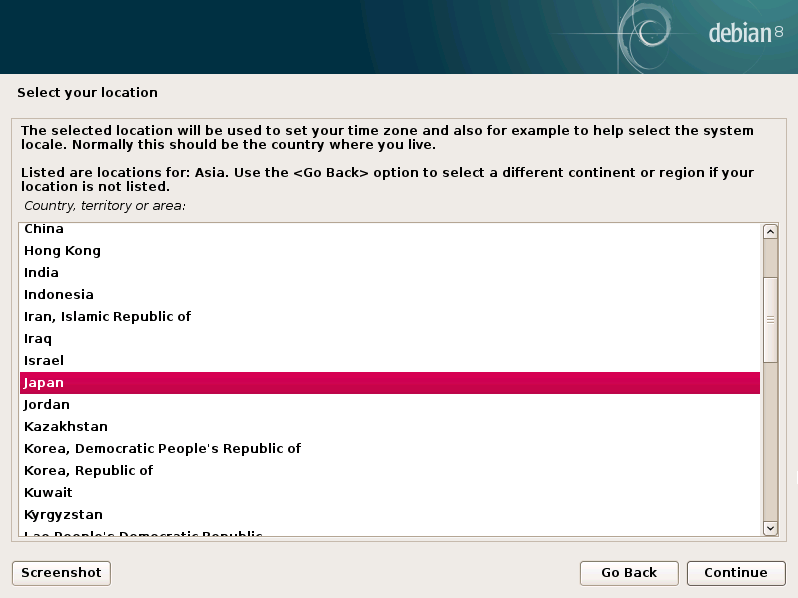 debian 8
Select your location
The selected location will be used to set your time zone and also for example to help select the system
locale. Normally this should be the country where you live.
Listed are locations for: Asia. Use the <Go Back> option to select a different continent or region if your
location is not listed.
Country, territory or area:
China
Hong Kong
India
Indonesia
Iran, Islamic Republic of
Iraq
Israel
Japan
Jordan
Kazakhstan
Korea, Democratic People's Republic of
Korea, Republic of
Kuwait
Kyrgyzstan
Lao People's Democratic Republic
Screenshot
Go Back
Continue